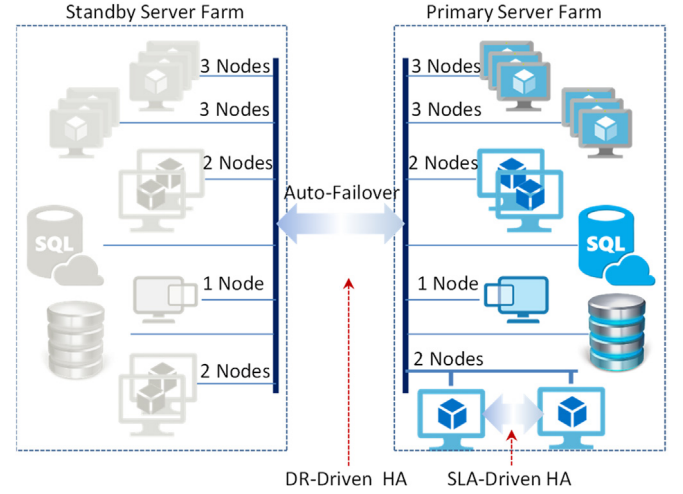 Standby Server Farm
Primary Server Farm
3 Nodes
3 Nodes
3 Nodes
3 Nodes
2 Nodes
2 Nodes
Auto-Failover
SQL
SQL
1 Node
1 Node
2 Nodes
2 Nodes
DR-Driven HA
SLA-Driven HA